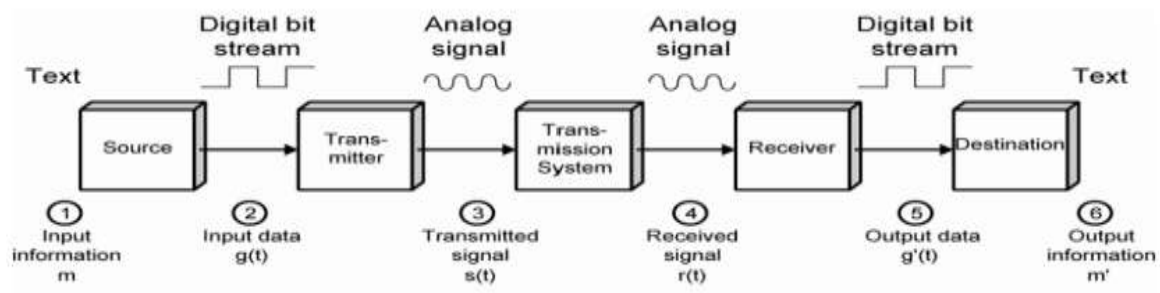 Digital bit stream
Analog signal
Analog signal
Digital bit stream
Text
Text
Source
Trans-
mitter
Trans-
mission
System
Receiver
Destination
1
2
3
4
5
6
Input
information
m
Input data
g(t)
Transmitted
signal
s(t)
Received
signal
r(t)
Output data
g'(t)
Output
information
m'